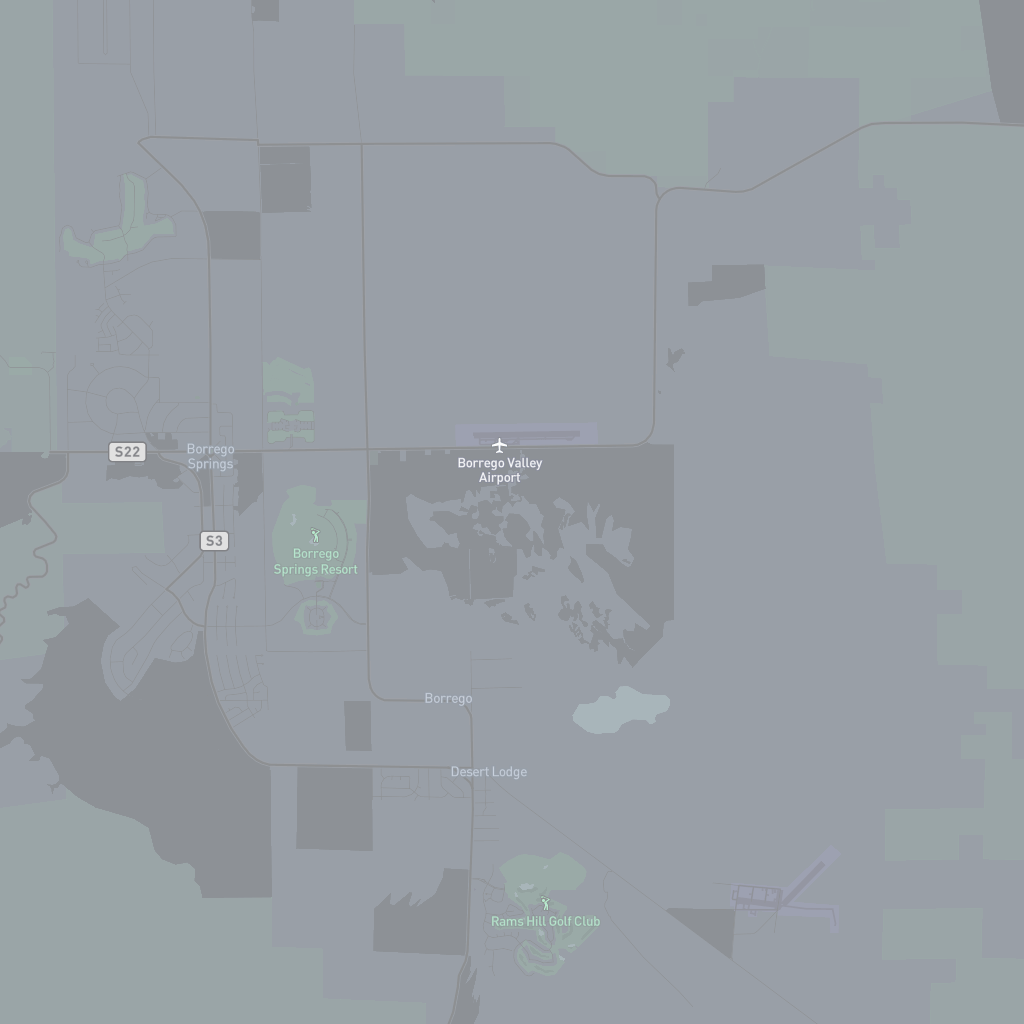 S22
Borrego
Springs
Borrego Valley
Airport
S3
Borrego
Springs Resort
Borrego
Desert Lodge
Rams Hill Golf Club